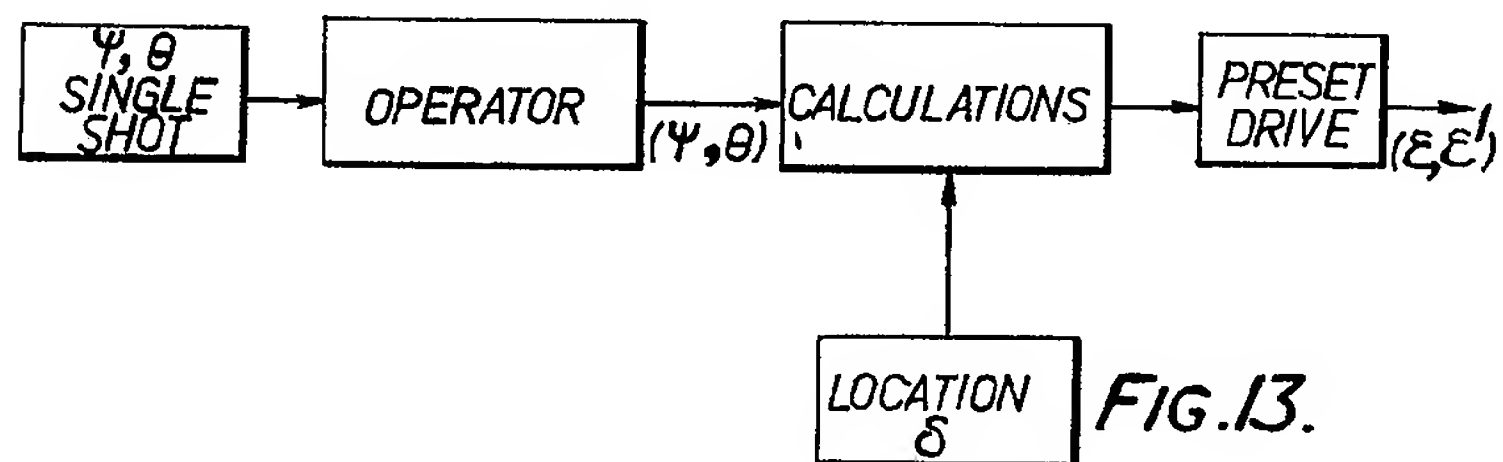 Ψ, θ
SINGLE
SHOT
OPERATOR
(Ψ, θ)
CALCULATIONS
PRESET
DRIVE
(ε, ε')
LOCATION
δ
FIG. 13.